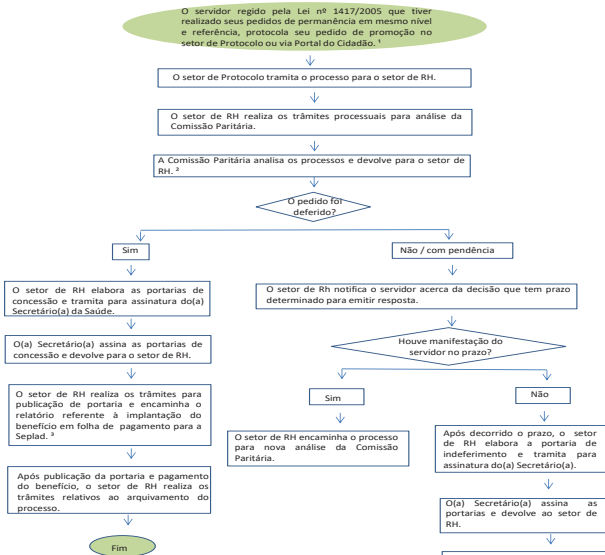 O servidor regido pela Lei nº 1417/2005 que tiver
realizado seus pedidos de permanência em mesmo nível
e referência, protocola seu pedido de promoção no
setor de Protocolo ou via Portal do Cidadão. ¹
O setor de Protocolo tramita o processo para o setor de RH.
O setor de RH realiza os trâmites processuais para análise da
Comissão Paritária.
A Comissão Paritária analisa os processos e devolve para o setor de
RH. ²
O pedido foi
deferido?
Sim
Não / com pendência
O setor de RH elabora as portarias de
concessão e tramita para assinatura do(a)
Secretário(a) da Saúde.
O setor de Rh notifica o servidor acerca da decisão que tem prazo
determinado para emitir resposta.
O(a) Secretário(a) assina as portarias de
concessão e devolve para o setor de RH.
Houve manifestação do
servidor no prazo?
O setor de RH realiza os trâmites para
publicação de portaria e encaminha o
relatório referente à implantação do
benefício em folha de pagamento para a
Seplad. ³
Sim
Não
O setor de RH encaminha o processo
para nova análise da Comissão
Paritária.
Após decorrido o prazo, o setor
de RH elabora a portaria de
indeferimento e tramita para
assinatura do(a) Secretário(a).
Após publicação da portaria e pagamento
do benefício, o setor de RH realiza os
trâmites relativos ao arquivamento do
processo.
O(a) Secretário(a) assina as
portarias e devolve ao setor de
RH.
Fim